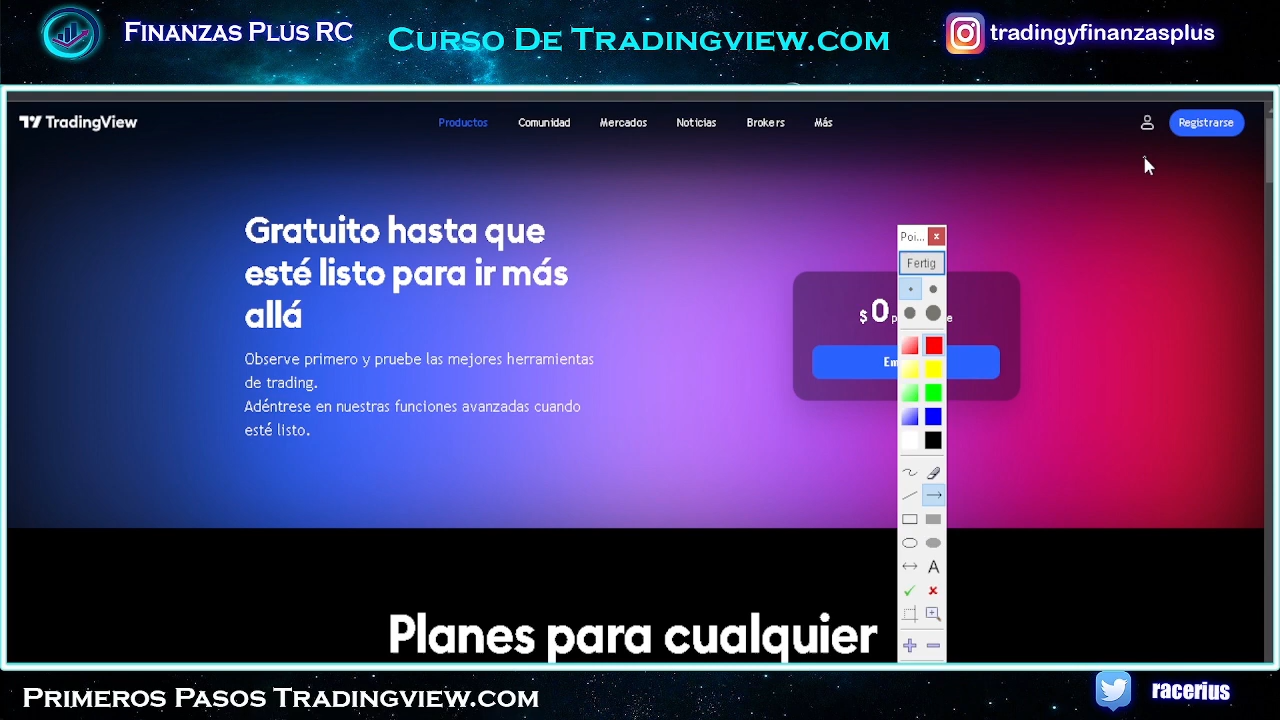 FINANZAS PLUS RC
CURSO DE TRADINGVIEW.COM
tradingyfinanzasplus
TradingView
Productos
Comunidad
Mercados
Noticias
Brokers
Más
Registrarse
Gratuito hasta que
esté listo para ir más
allá
Observe primero y pruebe las mejores herramientas
de trading.
Adéntrese en nuestras funciones avanzadas cuando
esté listo.
Poi...
Fertig
$0
A
Planes para cualquier
PRIMEROS PASOS TRADINGVIEW.COM
racerius